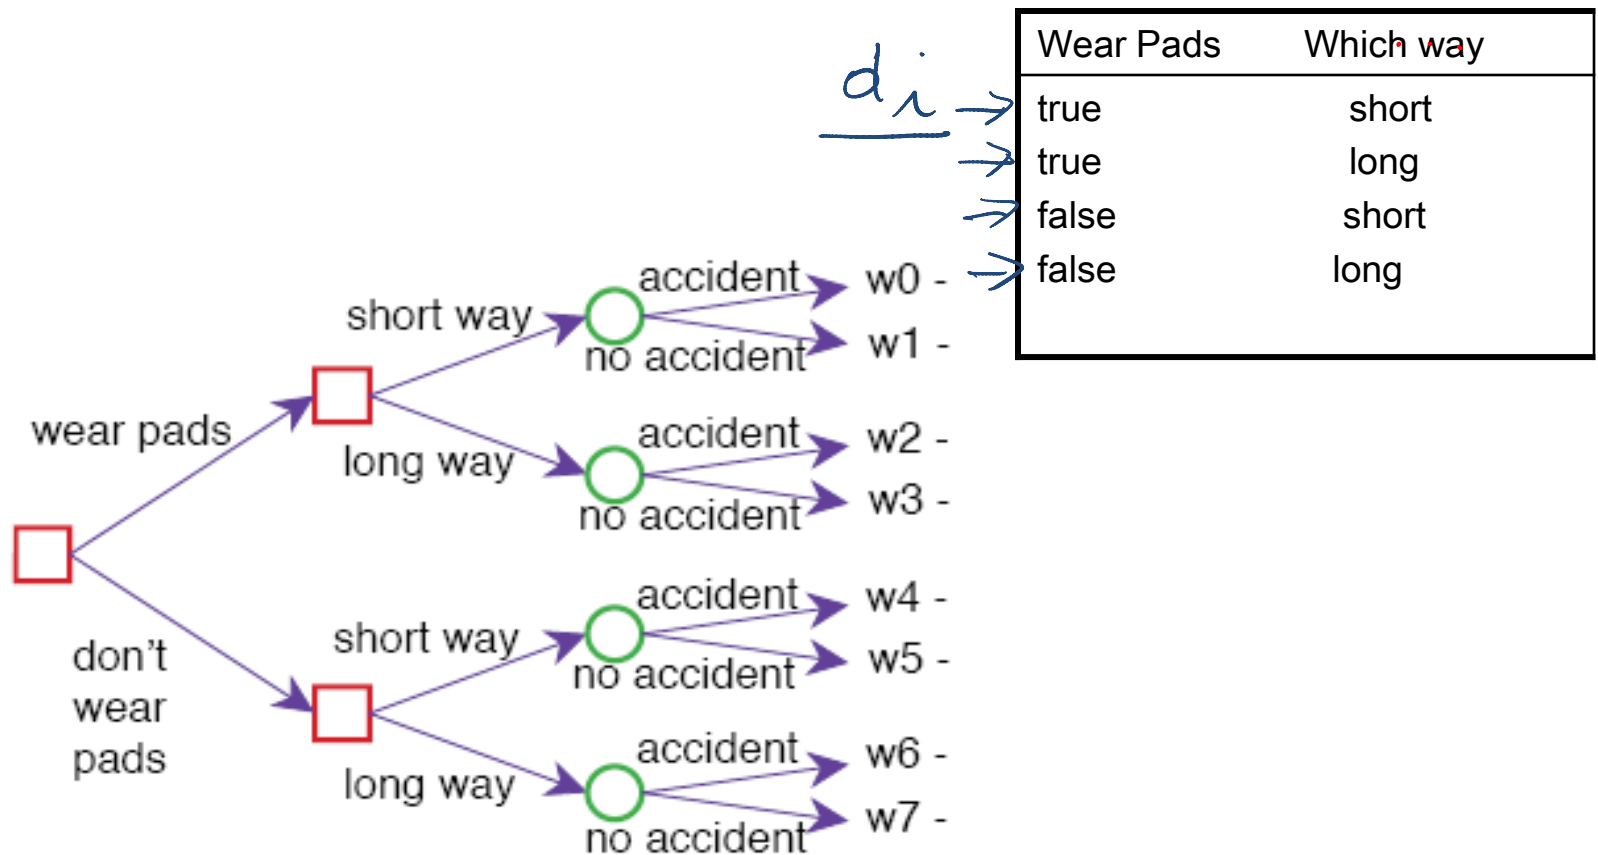 Wear Pads Which way
d i
true short
true long
false short
false long
accident w0 -
short way
no accident w1 -
wear pads
accident w2 -
long way
no accident w3 -
accident w4 -
short way
no accident w5 -
don't
wear
pads
accident w6 -
long way
no accident w7 -